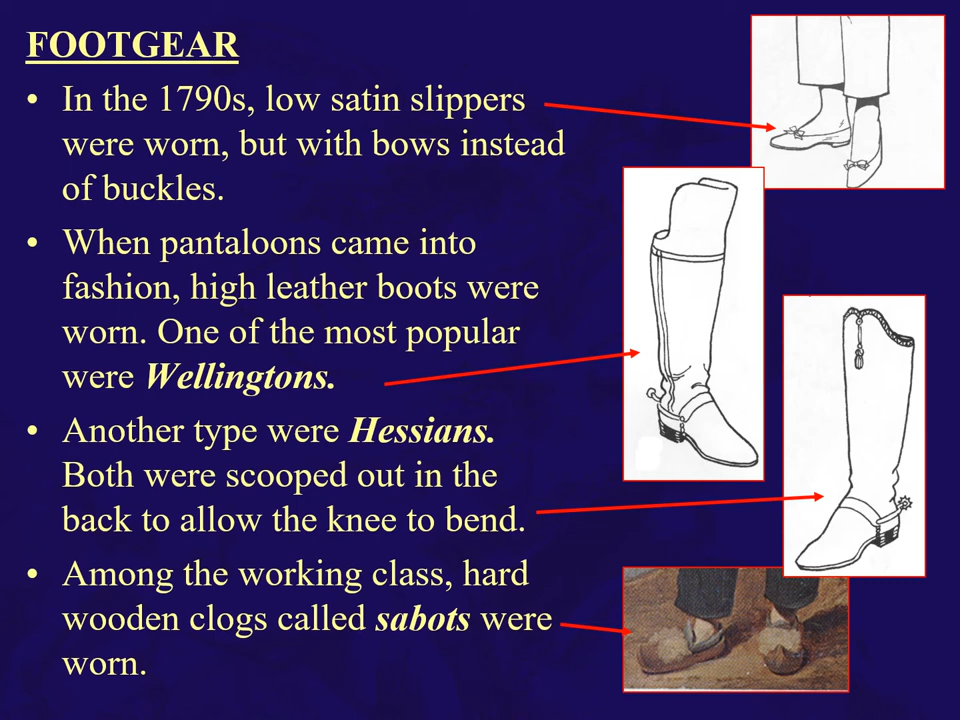 FOOTGEAR
• In the 1790s, low satin slippers
were worn, but with bows instead
of buckles.
• When pantaloons came into
fashion, high leather boots were
worn. One of the most popular
were Wellingtons.
• Another type were Hessians.
Both were scooped out in the
back to allow the knee to bend.
• Among the working class, hard
wooden clogs called sabots were
worn.